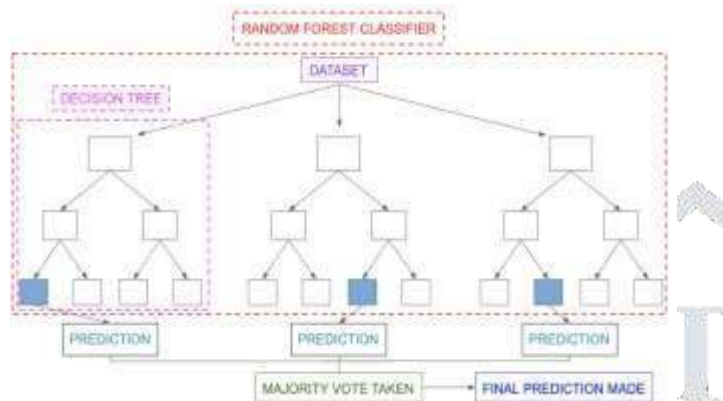 RANDOM FOREST CLASSIFIER
DATASET
DECISION TREE
PREDICTION
PREDICTION
PREDICTION
MAJORITY VOTE TAKEN
FINAL PREDICTION MADE